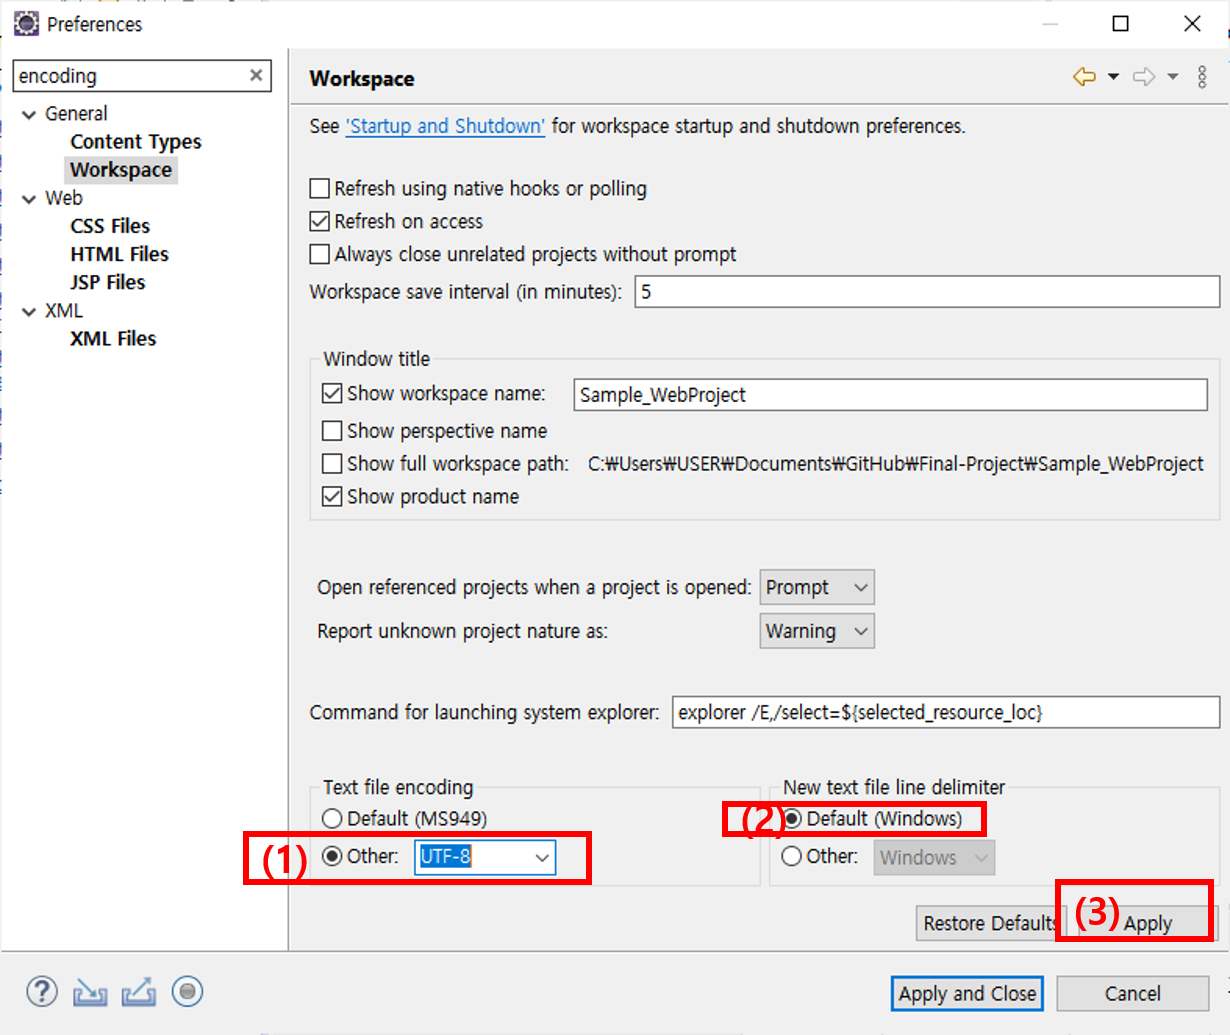 Preferences
encoding
General
Content Types
Workspace
Web
CSS Files
HTML Files
JSP Files
XML
XML Files
Workspace
See 'Startup and Shutdown' for workspace startup and shutdown preferences.
Refresh using native hooks or polling
Refresh on access
Always close unrelated projects without prompt
Workspace save interval (in minutes): 5
Window title
Show workspace name: Sample_WebProject
Show perspective name
Show full workspace path: C:₩Users₩USER₩Documents₩GitHub₩Final-Project₩Sample_WebProject
Show product name
Open referenced projects when a project is opened: Prompt
Report unknown project nature as: Warning
Command for launching system explorer: explorer /E,/select=${selected_resource_loc}
Text file encoding
Default (MS949)
(1) Other: UTF-8
New text file line delimiter
(2) Default (Windows)
Other: Windows
Restore Defaults (3) Apply
Apply and Close Cancel